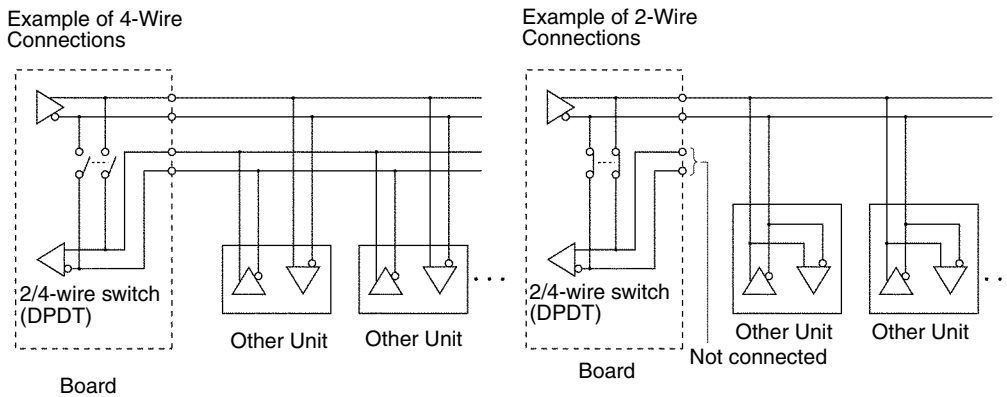 Example of 4-Wire
Connections
2/4-wire switch
(DPDT)
Other Unit
Other Unit
. . .
Board
Example of 2-Wire
Connections
2/4-wire switch
(DPDT)
Other Unit
Other Unit
. . .
Not connected
Board